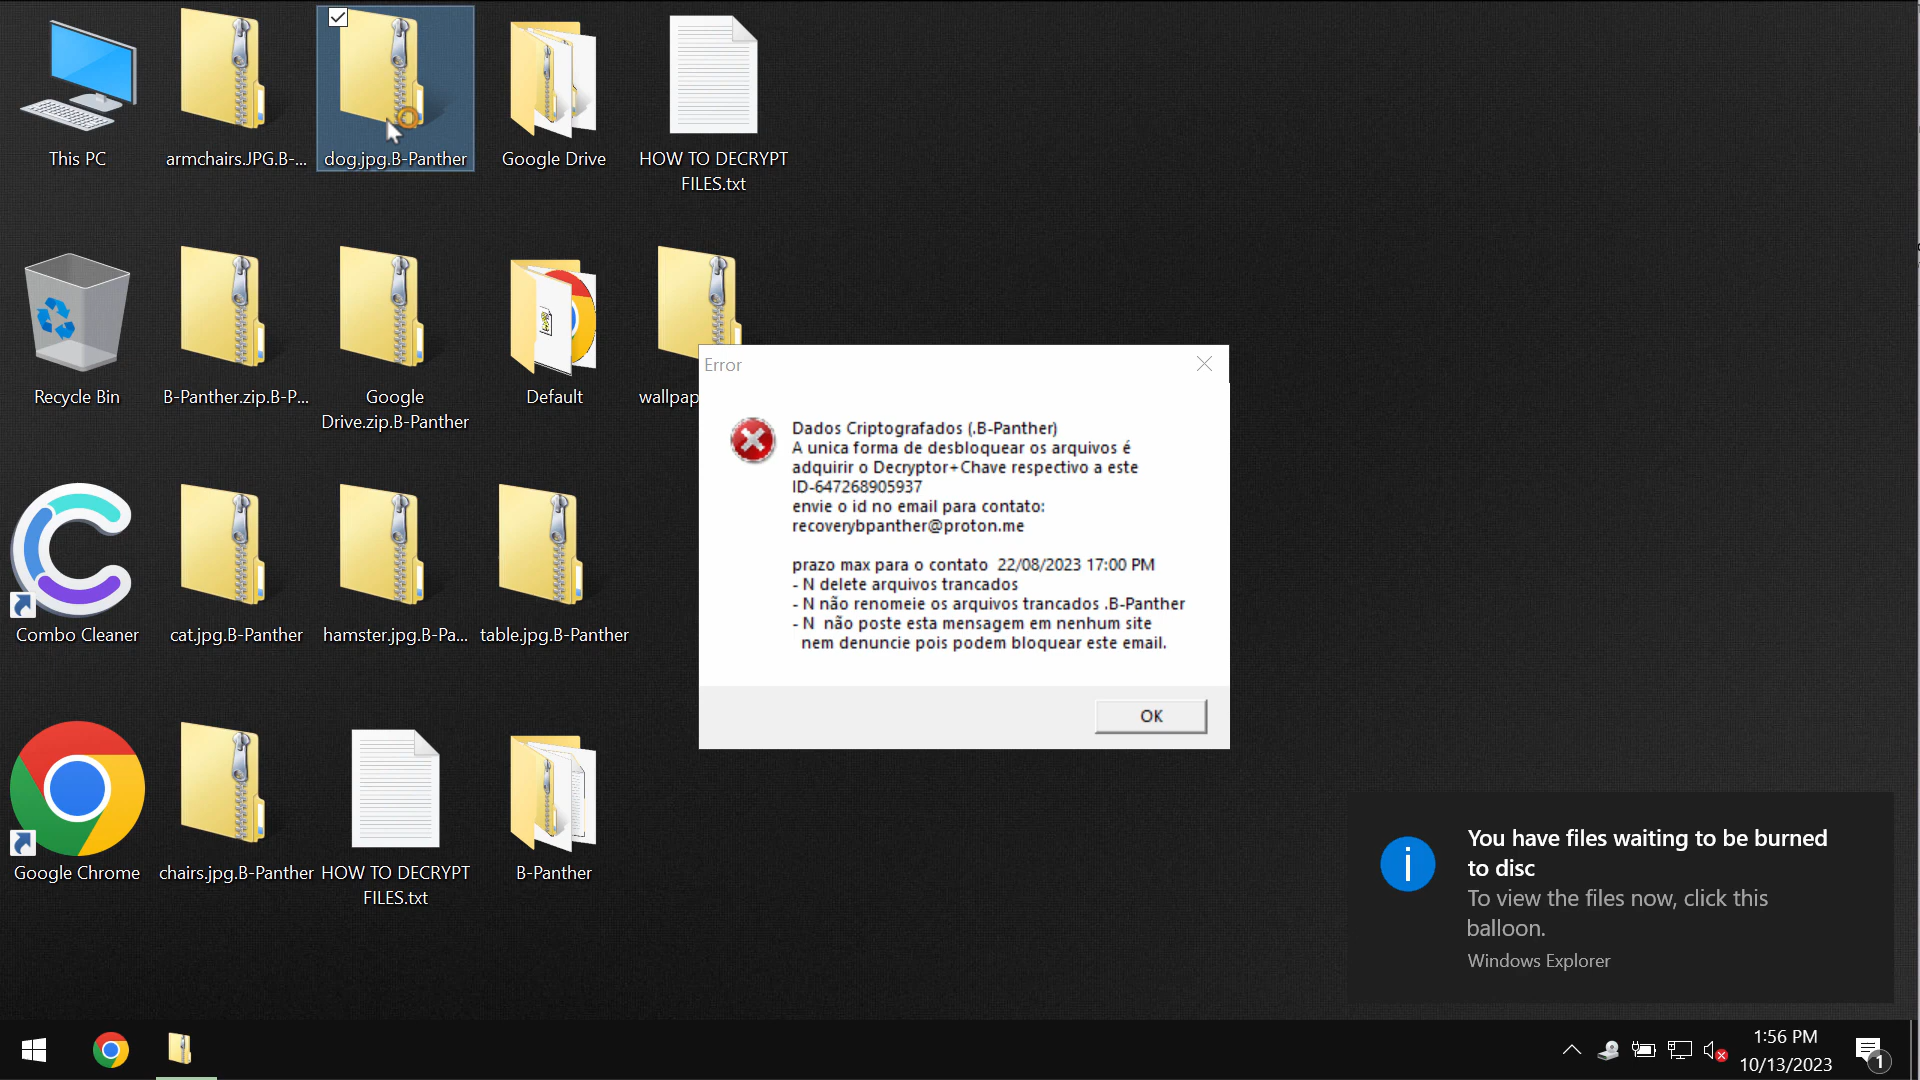 This PC
armchairs.JPG.B-...
dog.jpg.B-Panther
Google Drive
HOW TO DECRYPT
FILES.txt
Recycle Bin
B-Panther.zip.B-P...
Google
Drive.zip.B-Panther
Default
wallpap
Error
Dados Criptografados (.B-Panther)
A unica forma de desbloquear os arquivos é
adquirir o Decryptor+Chave respectivo a este
ID-647268905937
envie o id no email para contato:
recoverybpanther@proton.me
prazo max para o contato  22/08/2023 17:00 PM
- N delete arquivos trancados
- N não renomeie os arquivos trancados .B-Panther
- N  não poste esta mensagem em nenhum site
nem denuncie pois podem bloquear este email.
OK
Combo Cleaner
cat.jpg.B-Panther
hamster.jpg.B-Pa...
table.jpg.B-Panther
Google Chrome
chairs.jpg.B-Panther
HOW TO DECRYPT
FILES.txt
B-Panther
You have files waiting to be burned
to disc
To view the files now, click this
balloon.
Windows Explorer
1:56 PM
10/13/2023
1